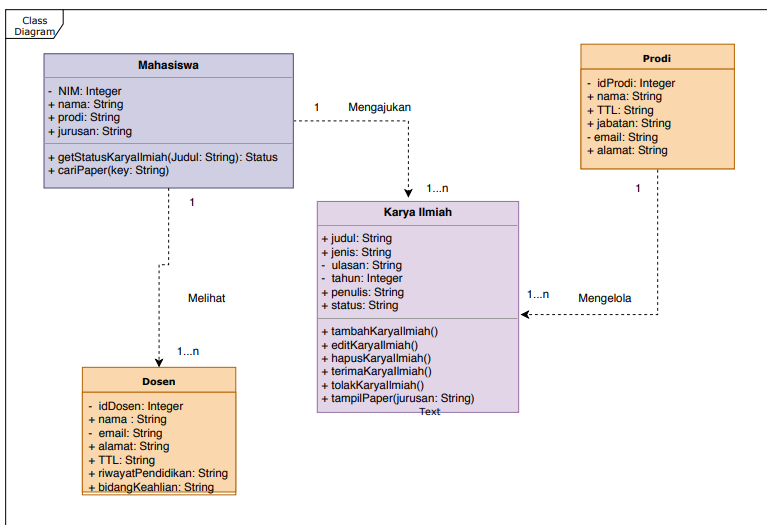 Class
Diagram
Mahasiswa
- NIM: Integer
+ nama: String
+ prodi: String
+ jurusan: String
+ getStatusKaryaIlmiah(Judul: String): Status
+ cariPaper(key: String)
1 Mengajukan
1...n
Prodi
- idProdi: Integer
+ nama: String
+ TTL: String
+ jabatan: String
- email: String
+ alamat: String
1
Karya Ilmiah
+ judul: String
+ jenis: String
- ulasan: String
- tahun: Integer
+ penulis: String
+ status: String
+ tambahKaryaIlmiah()
+ editKaryaIlmiah()
+ hapusKaryaIlmiah()
+ terimaKaryaIlmiah()
+ tolakKaryaIlmiah()
+ tampilPaper(jurusan: String)
Text
1...n Mengelola
1
Melihat
1...n
Dosen
- idDosen: Integer
+ nama : String
- email: String
+ alamat: String
+ TTL: String
+ riwayatPendidikan: String
+ bidangKeahlian: String